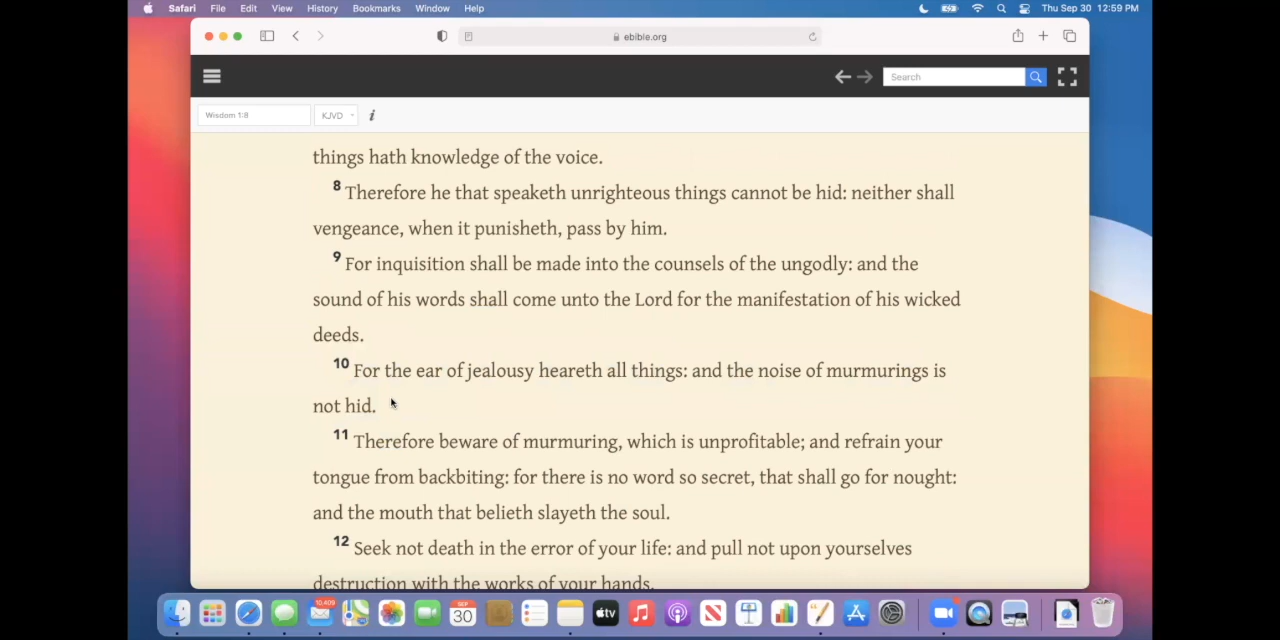 Safari File Edit View History Bookmarks Window Help Thu Sep 30 12:59 PM
ebible.org
Search
Wisdom 1:8 KJVD i
things hath knowledge of the voice.
8 Therefore he that speaketh unrighteous things cannot be hid: neither shall
vengeance, when it punisheth, pass by him.
9 For inquisition shall be made into the counsels of the ungodly: and the
sound of his words shall come unto the Lord for the manifestation of his wicked
deeds.
10 For the ear of jealousy heareth all things: and the noise of murmurings is
not hid.
11 Therefore beware of murmuring, which is unprofitable; and refrain your
tongue from backbiting: for there is no word so secret, that shall go for nought:
and the mouth that belieth slayeth the soul.
12 Seek not death in the error of your life: and pull not upon yourselves
destruction with the works of your hands.
10,409 SEP 30 tv